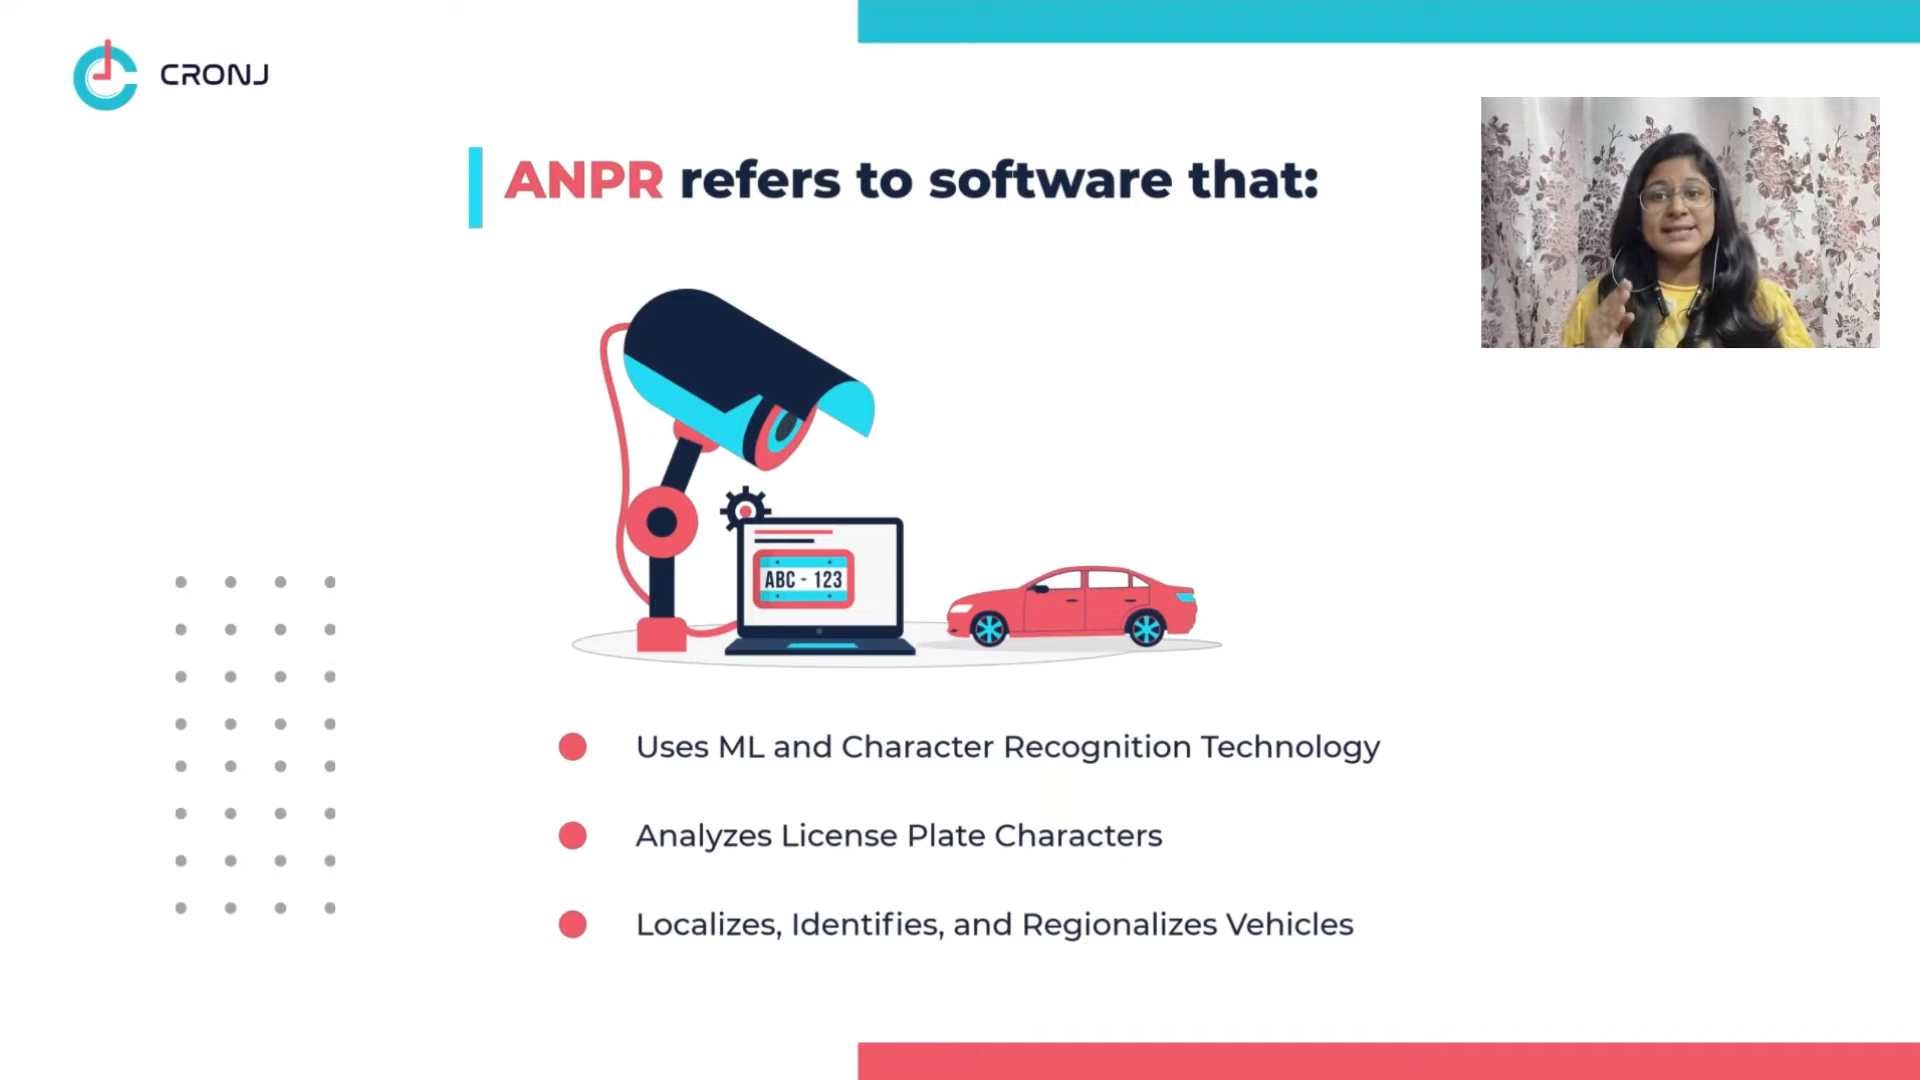 CRONJ
ANPR refers to software that:
ABC - 123
Uses ML and Character Recognition Technology
Analyzes License Plate Characters
Localizes, Identifies, and Regionalizes Vehicles